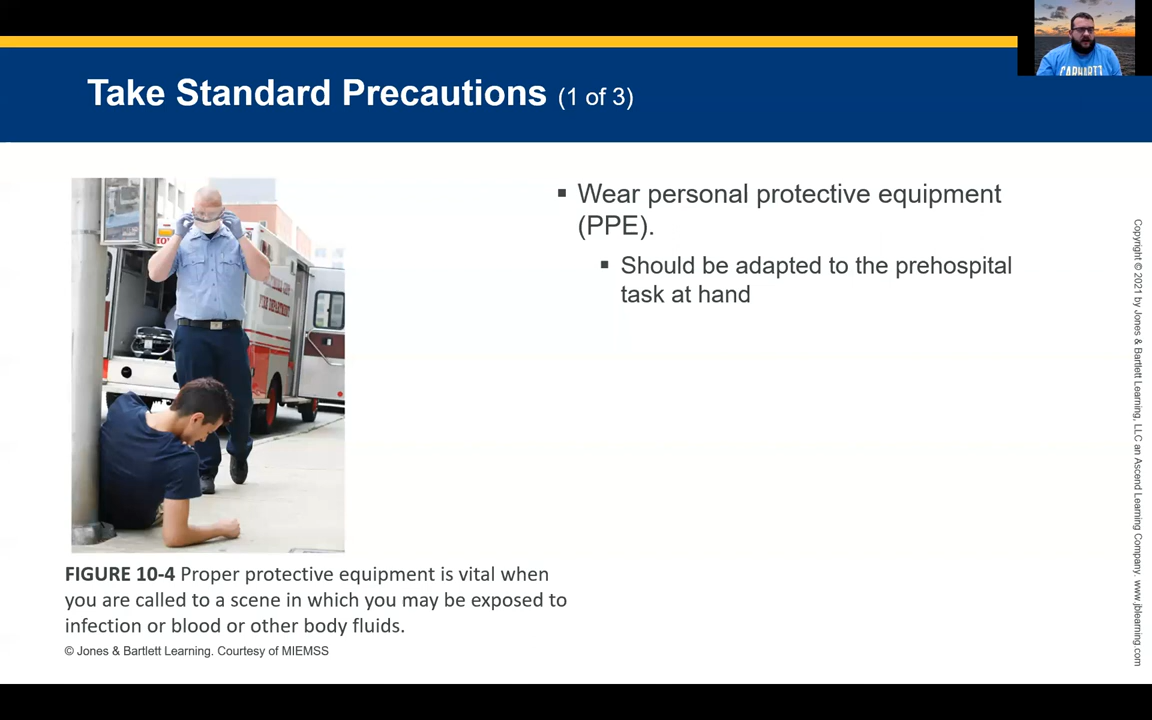 Take Standard Precautions (1 of 3)
CARHARTT
▪ Wear personal protective equipment
(PPE).
▪ Should be adapted to the prehospital
task at hand
FIGURE 10-4 Proper protective equipment is vital when
you are called to a scene in which you may be exposed to
infection or blood or other body fluids.
© Jones & Bartlett Learning. Courtesy of MIEMSS
Copyright © 2021 by Jones & Bartlett Learning, LLC an Ascend Learning Company. www.jblearning.com